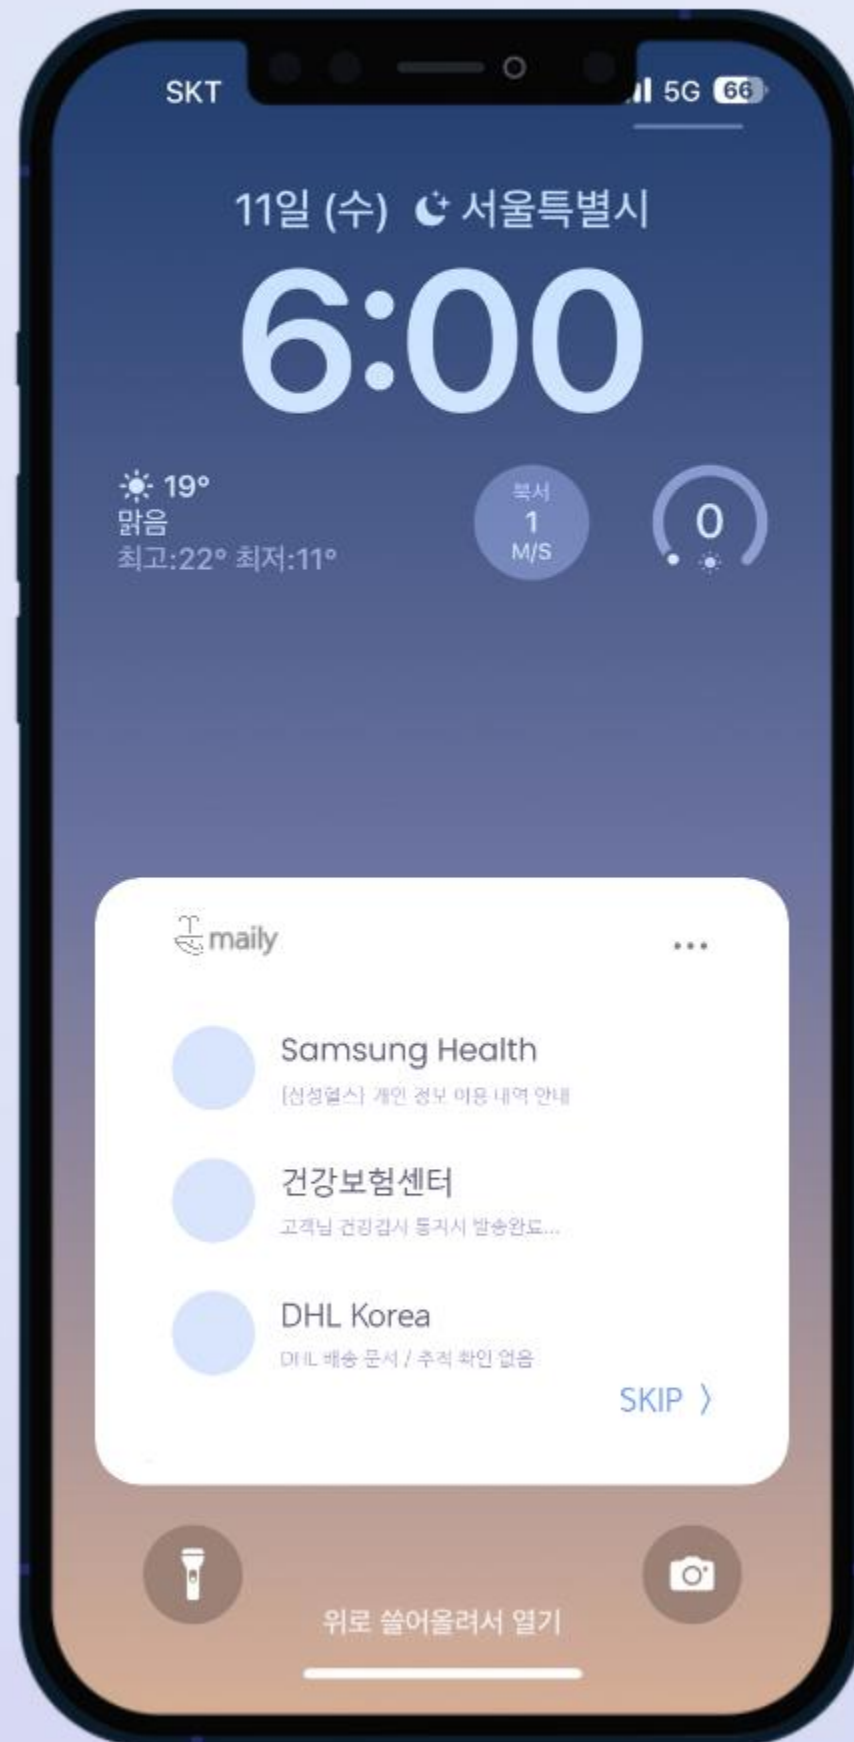 SKT 5G 66
11일 (수) 서울특별시
6:00
19°
맑음
최고:22° 최저:11°
북서
1
M/S
0
maily
Samsung Health
[삼성헬스] 개인 정보 이용 내역 안내
건강보험센터
고객님 건강검사 통지서 발송완료...
DHL Korea
DHL 배송 문서 / 추적 확인 없음
SKIP 〉
위로 쓸어올려서 열기